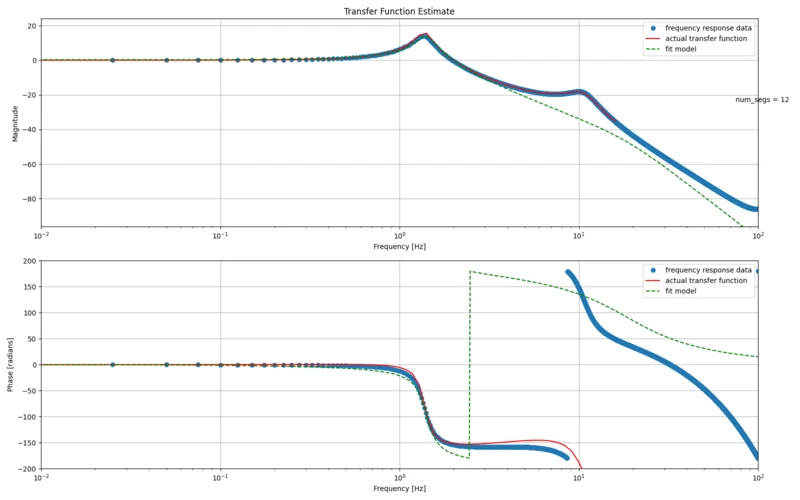 Transfer Function Estimate
20
0
−20
−40
−60
−80
Magnitude
frequency response data
actual transfer function
fit model
num_segs = 12
10⁻² 10⁻¹ 10⁰ 10¹ 10²
Frequency [Hz]
200
150
100
50
0
−50
−100
−150
−200
Phase [radians]
frequency response data
actual transfer function
fit model
10⁻² 10⁻¹ 10⁰ 10¹ 10²
Frequency [Hz]